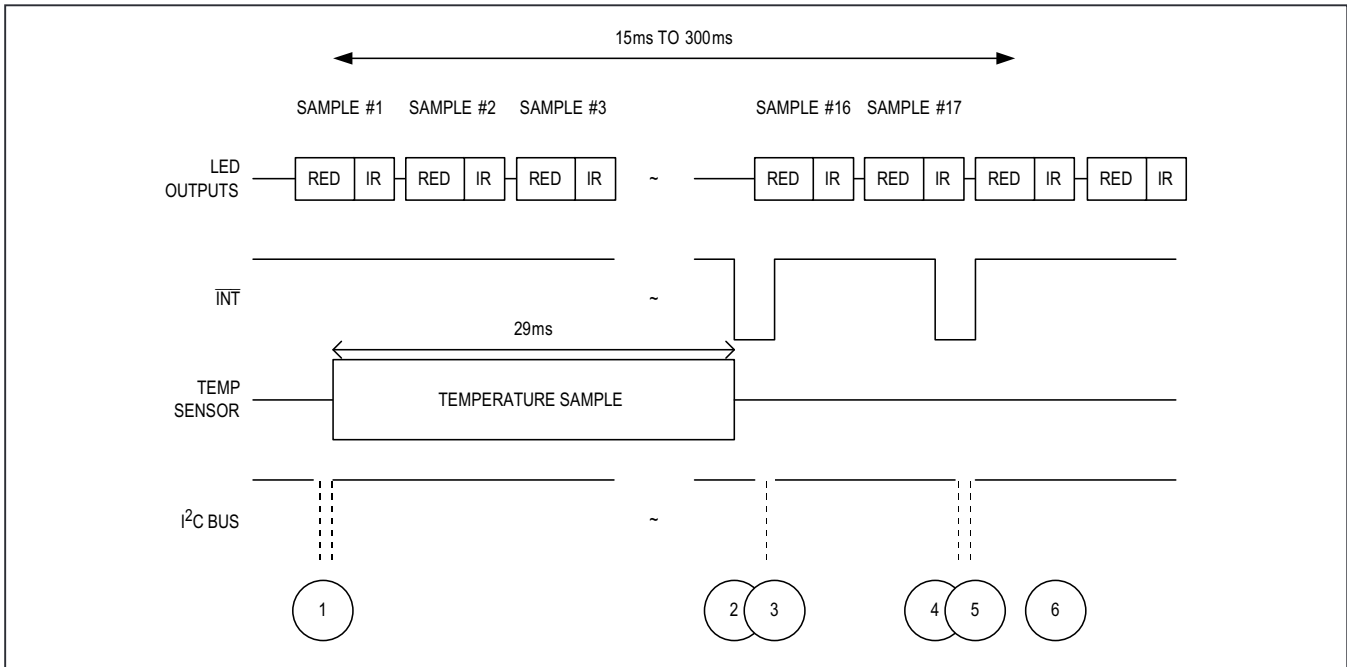 15ms TO 300ms
SAMPLE #1 SAMPLE #2 SAMPLE #3 SAMPLE #16 SAMPLE #17
LED
OUTPUTS
RED IR RED IR RED IR ~ RED IR RED IR RED IR RED IR
INT ~
29ms
TEMP
SENSOR
TEMPERATURE SAMPLE
I²C BUS ~
1 2 3 4 5 6